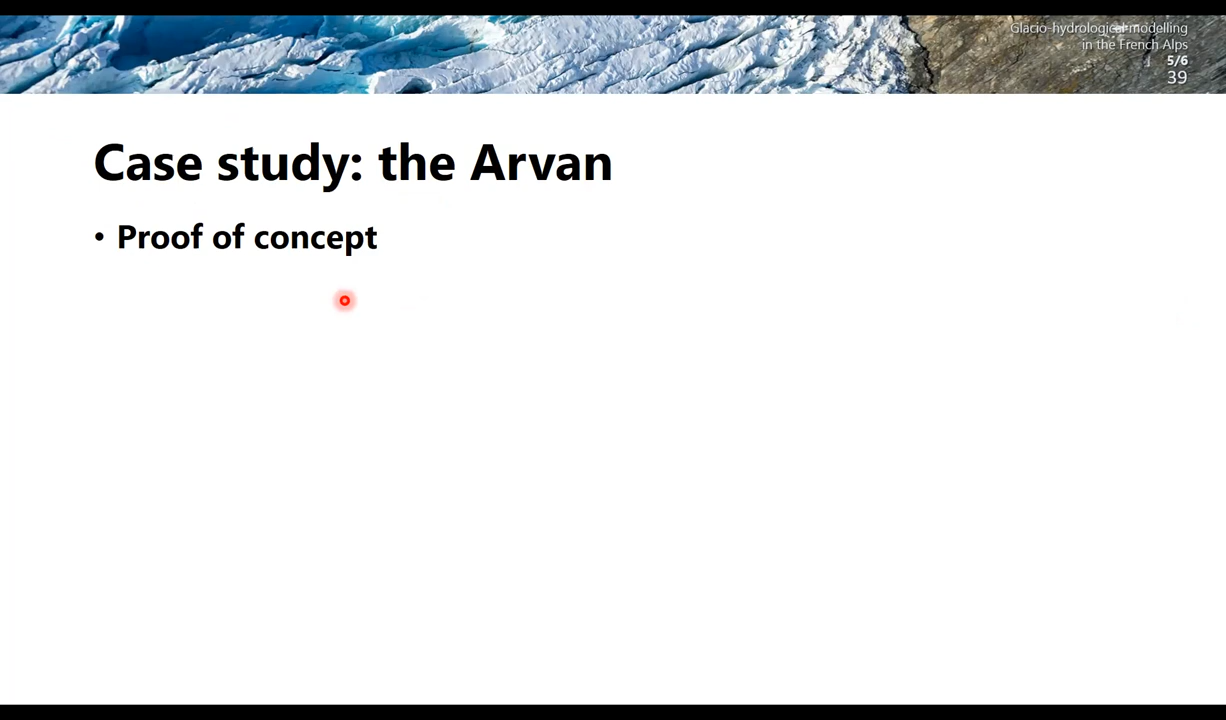 Glacio-hydrological modelling
in the French Alps
5/6
39
Case study: the Arvan
• Proof of concept